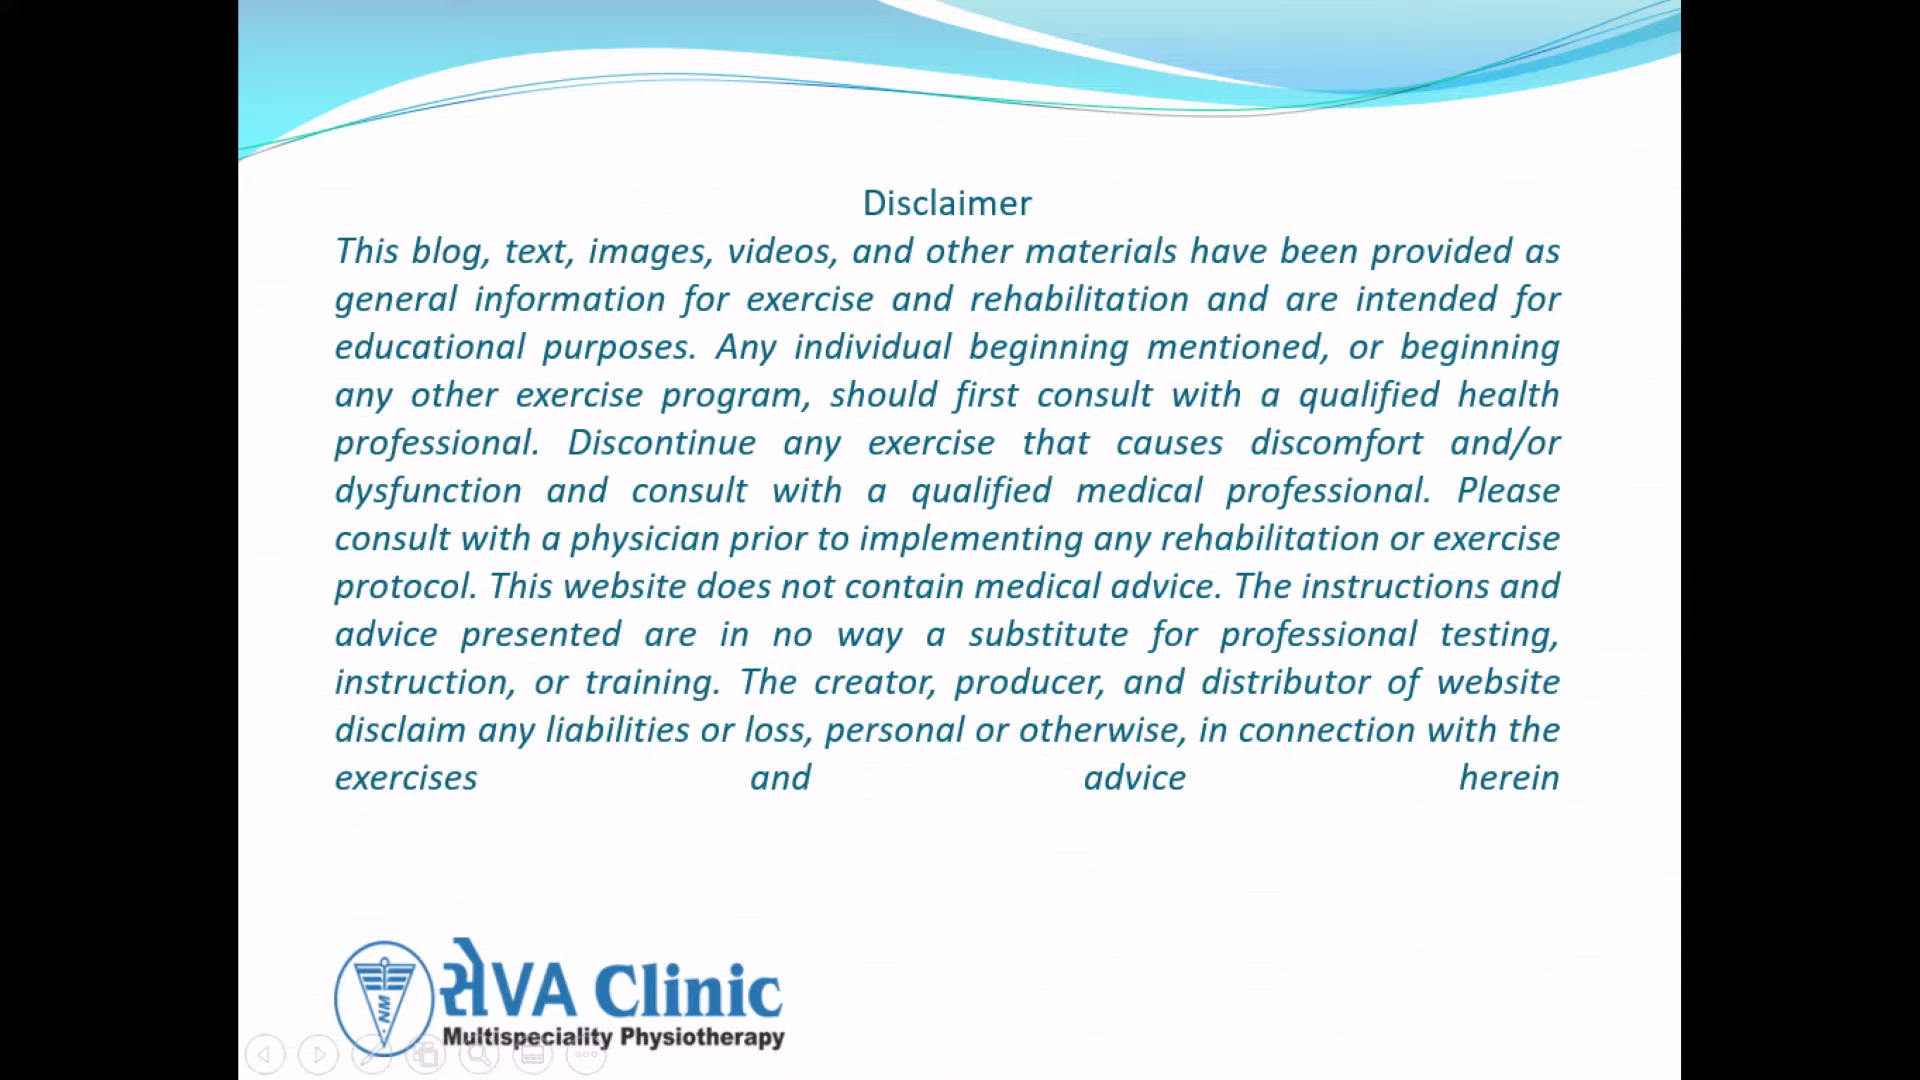 Disclaimer
This blog, text, images, videos, and other materials have been provided as
general information for exercise and rehabilitation and are intended for
educational purposes. Any individual beginning mentioned, or beginning
any other exercise program, should first consult with a qualified health
professional. Discontinue any exercise that causes discomfort and/or
dysfunction and consult with a qualified medical professional. Please
consult with a physician prior to implementing any rehabilitation or exercise
protocol. This website does not contain medical advice. The instructions and
advice presented are in no way a substitute for professional testing,
instruction, or training. The creator, producer, and distributor of website
disclaim any liabilities or loss, personal or otherwise, in connection with the
exercises and advice herein
સેVA Clinic
NM
Multispeciality Physiotherapy